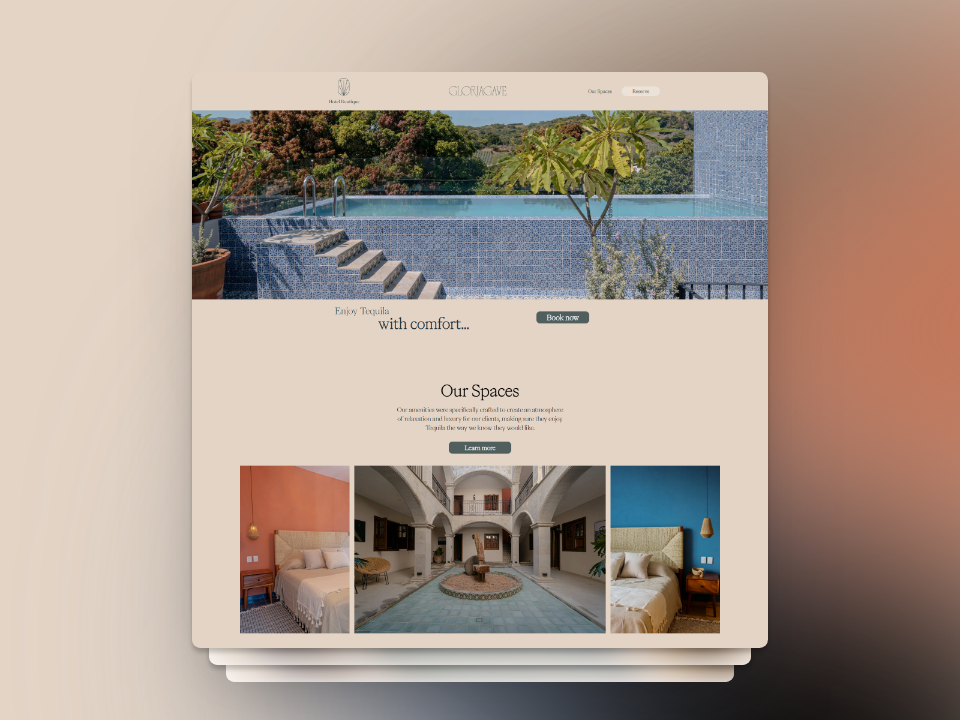 Hotel Boutique
GLORIAGAVE
Our Spaces
Reserve
Enjoy Tequila
with comfort...
Book now
Our Spaces
Our amenities were specifically crafted to create an atmosphere
of relaxation and luxury for our clients, making sure they enjoy
Tequila the way we know they would like.
Learn more